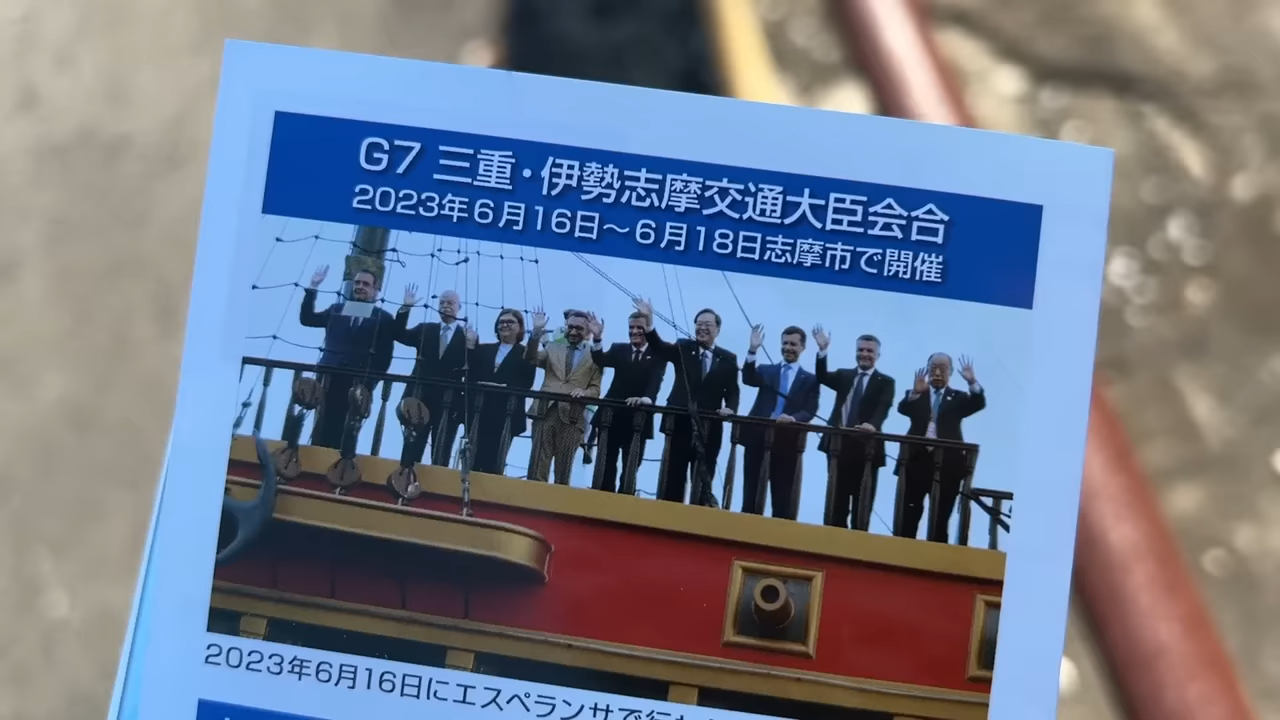 G7 三重・伊勢志摩交通大臣会合
2023年6月16日～6月18日志摩市で開催
2023年6月16日にエスペランサで行わ